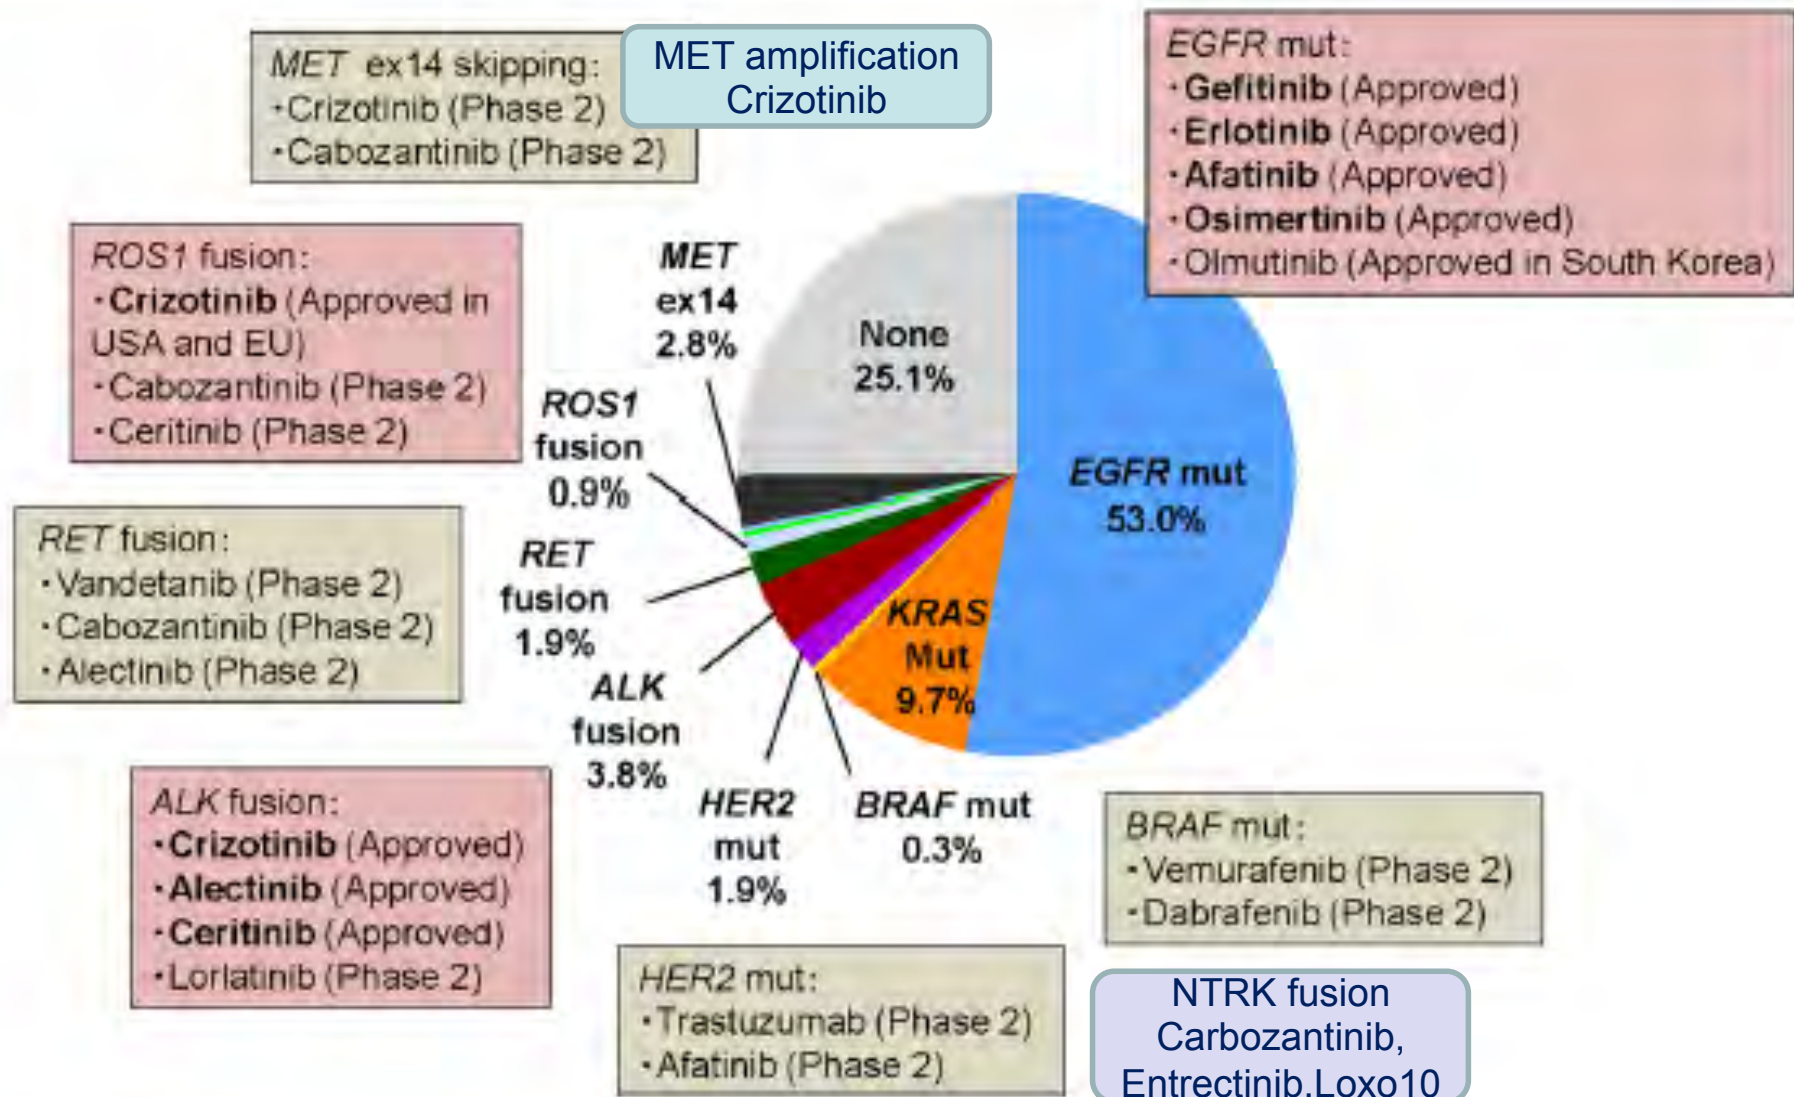 MET ex14 skipping:
·Crizotinib (Phase 2)
·Cabozantinib (Phase 2)
MET amplification
Crizotinib
EGFR mut:
·Gefitinib (Approved)
·Erlotinib (Approved)
·Afatinib (Approved)
·Osimertinib (Approved)
·Olmutinib (Approved in South Korea)
ROS1 fusion:
·Crizotinib (Approved in
USA and EU)
·Cabozantinib (Phase 2)
·Ceritinib (Phase 2)
MET
ex14
2.8%
None
25.1%
ROS1
fusion
0.9%
EGFR mut
53.0%
RET fusion:
·Vandetanib (Phase 2)
·Cabozantinib (Phase 2)
·Alectinib (Phase 2)
RET
fusion
1.9%
KRAS
Mut
9.7%
ALK
fusion
3.8%
HER2
mut
1.9%
BRAF mut
0.3%
ALK fusion:
·Crizotinib (Approved)
·Alectinib (Approved)
·Ceritinib (Approved)
·Lorlatinib (Phase 2)
BRAF mut:
·Vemurafenib (Phase 2)
·Dabrafenib (Phase 2)
HER2 mut:
·Trastuzumab (Phase 2)
·Afatinib (Phase 2)
NTRK fusion
Carbozantinib,
Entrectinib.Loxo10